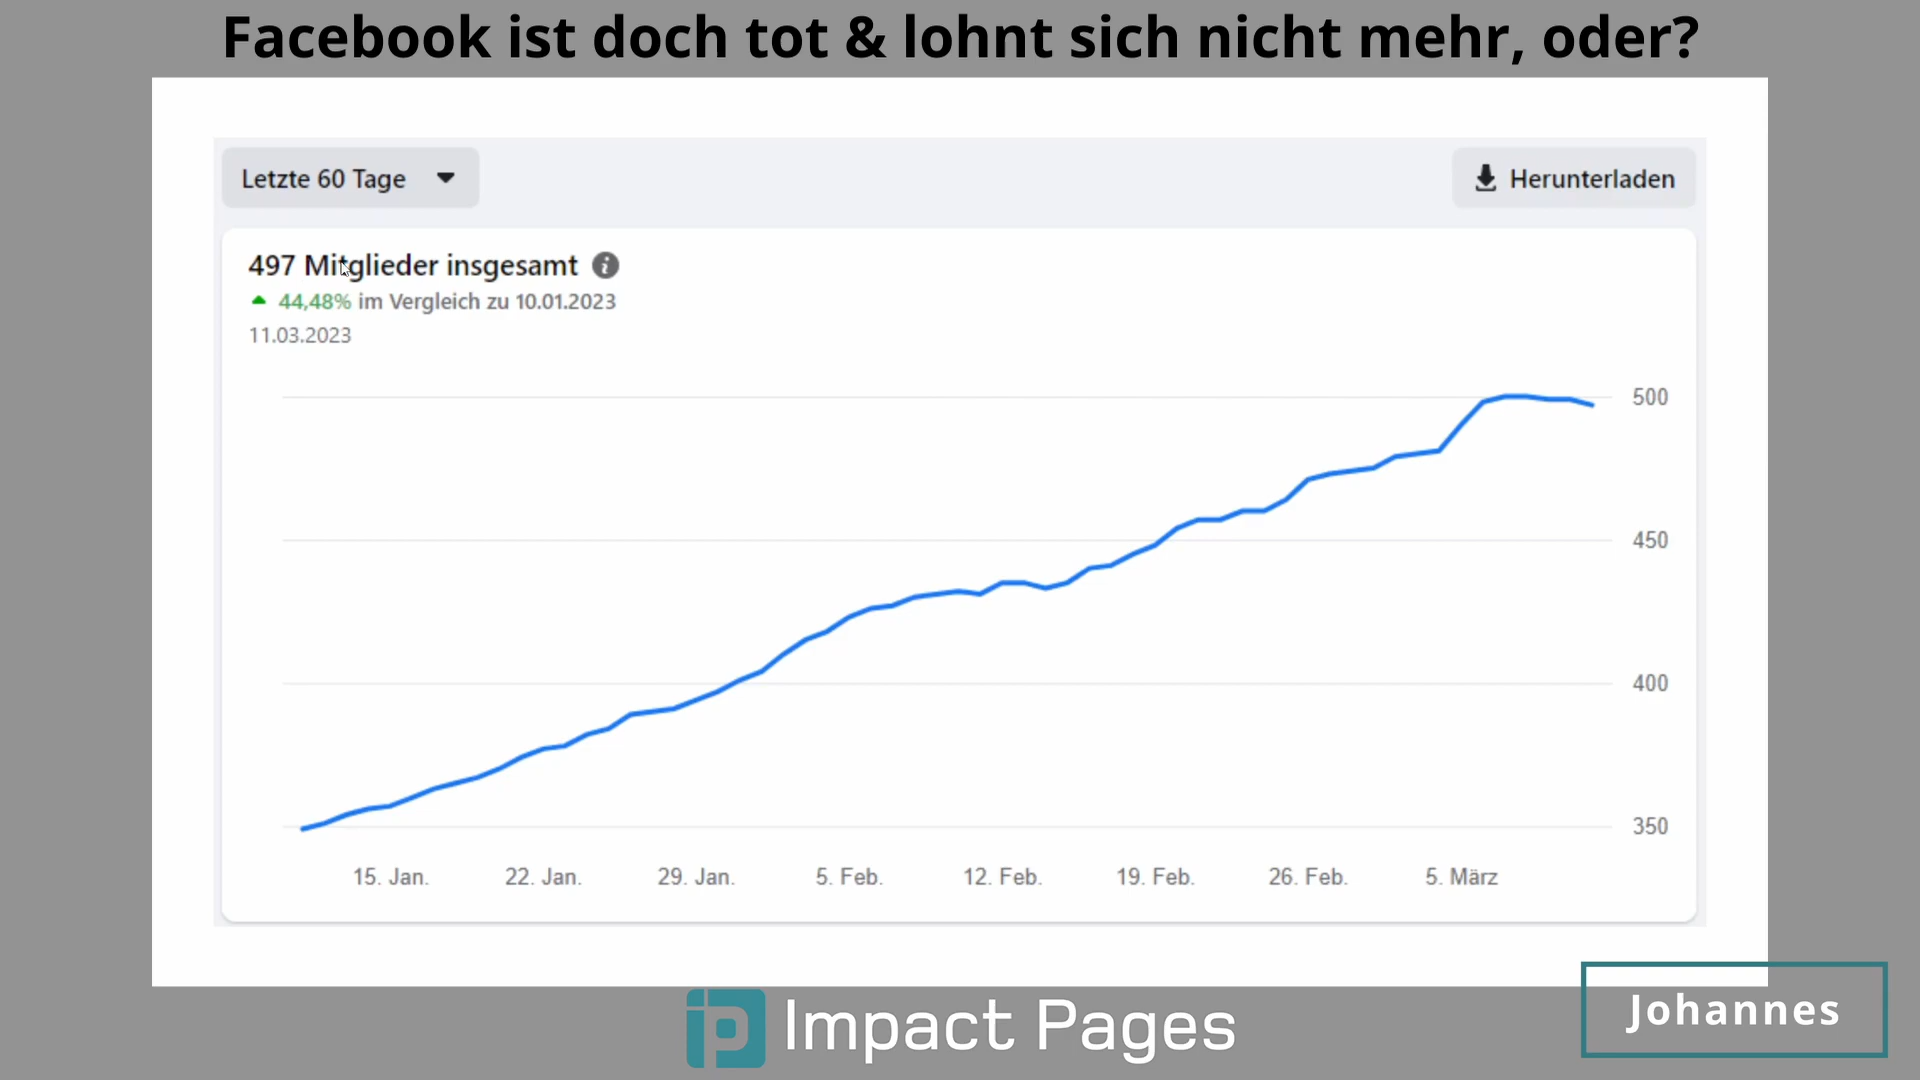 Facebook ist doch tot & lohnt sich nicht mehr, oder?
Letzte 60 Tage
Herunterladen
497 Mitglieder insgesamt
44,48% im Vergleich zu 10.01.2023
11.03.2023
500
450
400
350
15. Jan. 22. Jan. 29. Jan. 5. Feb. 12. Feb. 19. Feb. 26. Feb. 5. März
Impact Pages
Johannes